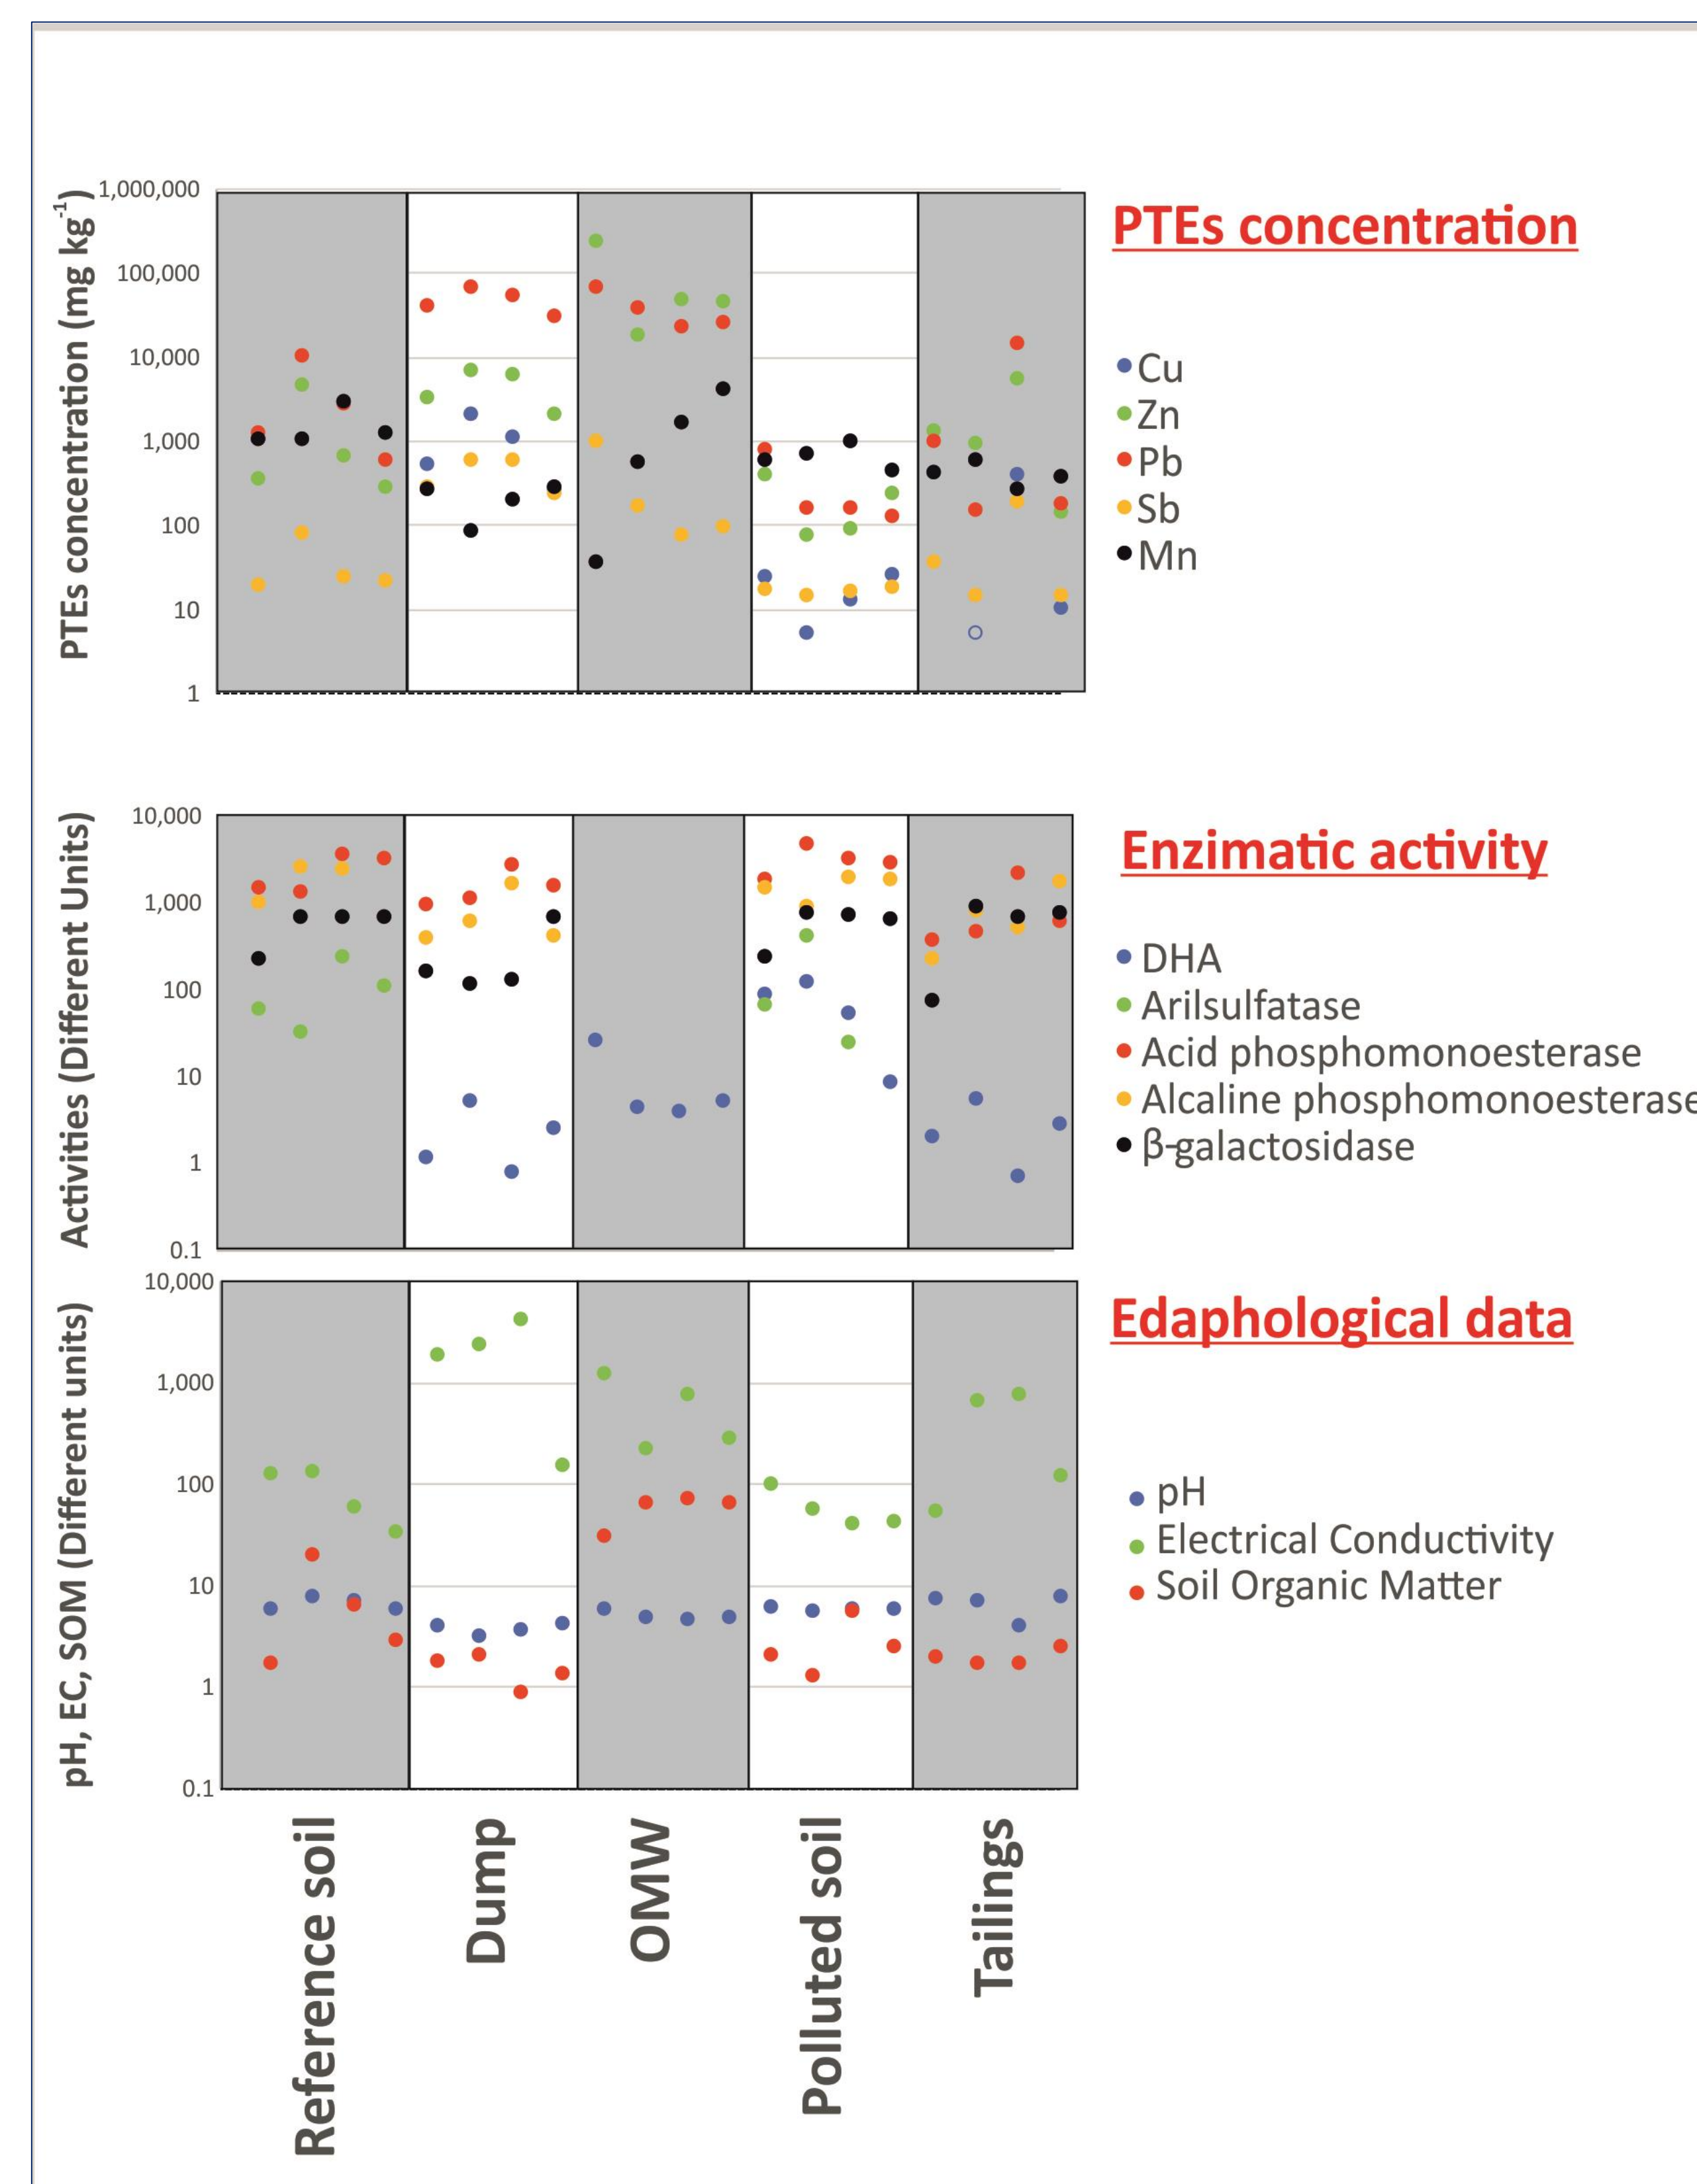 PTEs concentration (mg kg-1)
1,000,000
100,000
10,000
1,000
100
10
1
PTEs concentration
Cu
Zn
Pb
Sb
Mn
Activities (Different Units)
10,000
1,000
100
10
1
0.1
Enzimatic activity
DHA
Arilsulfatase
Acid phosphomonoesterase
Alcaline phosphomonoesterase
β-galactosidase
pH, EC, SOM (Different units)
10,000
1,000
100
10
1
0.1
Edaphological data
pH
Electrical Conductivity
Soil Organic Matter
Reference soil
Dump
OMW
Polluted soil
Tailings